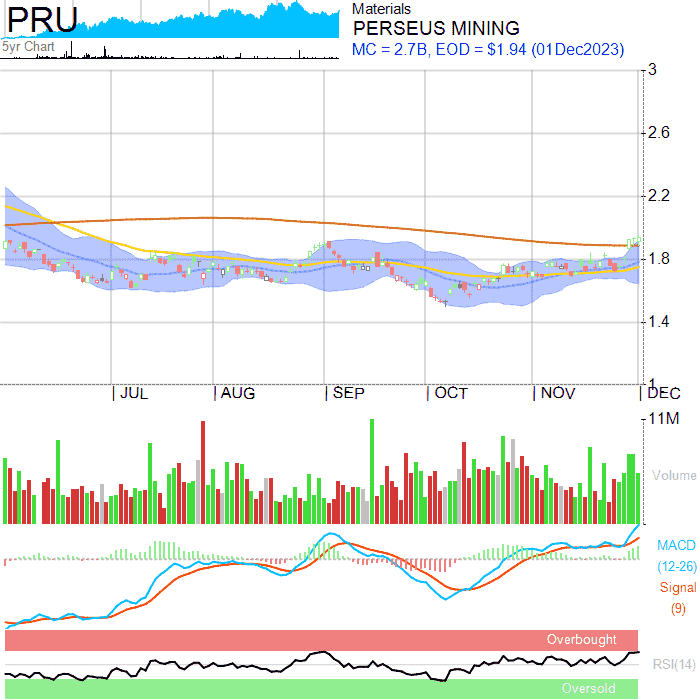 PRU
5yr Chart
Materials
PERSEUS MINING
MC = 2.7B, EOD = $1.94 (01Dec2023)
3
2.6
2.2
1.8
1.4
1
JUL AUG SEP OCT NOV DEC
11M
Volume
MACD
(12-26)
Signal
(9)
Overbought
RSI(14)
Oversold